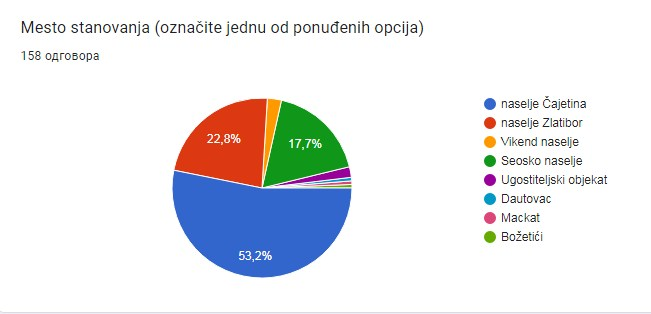 Mesto stanovanja (označite jednu od ponuđenih opcija)
158 одговора
22,8%
17,7%
53,2%
naselje Čajetina
naselje Zlatibor
Vikend naselje
Seosko naselje
Ugostiteljski objekat
Dautovac
Mackat
Božetići